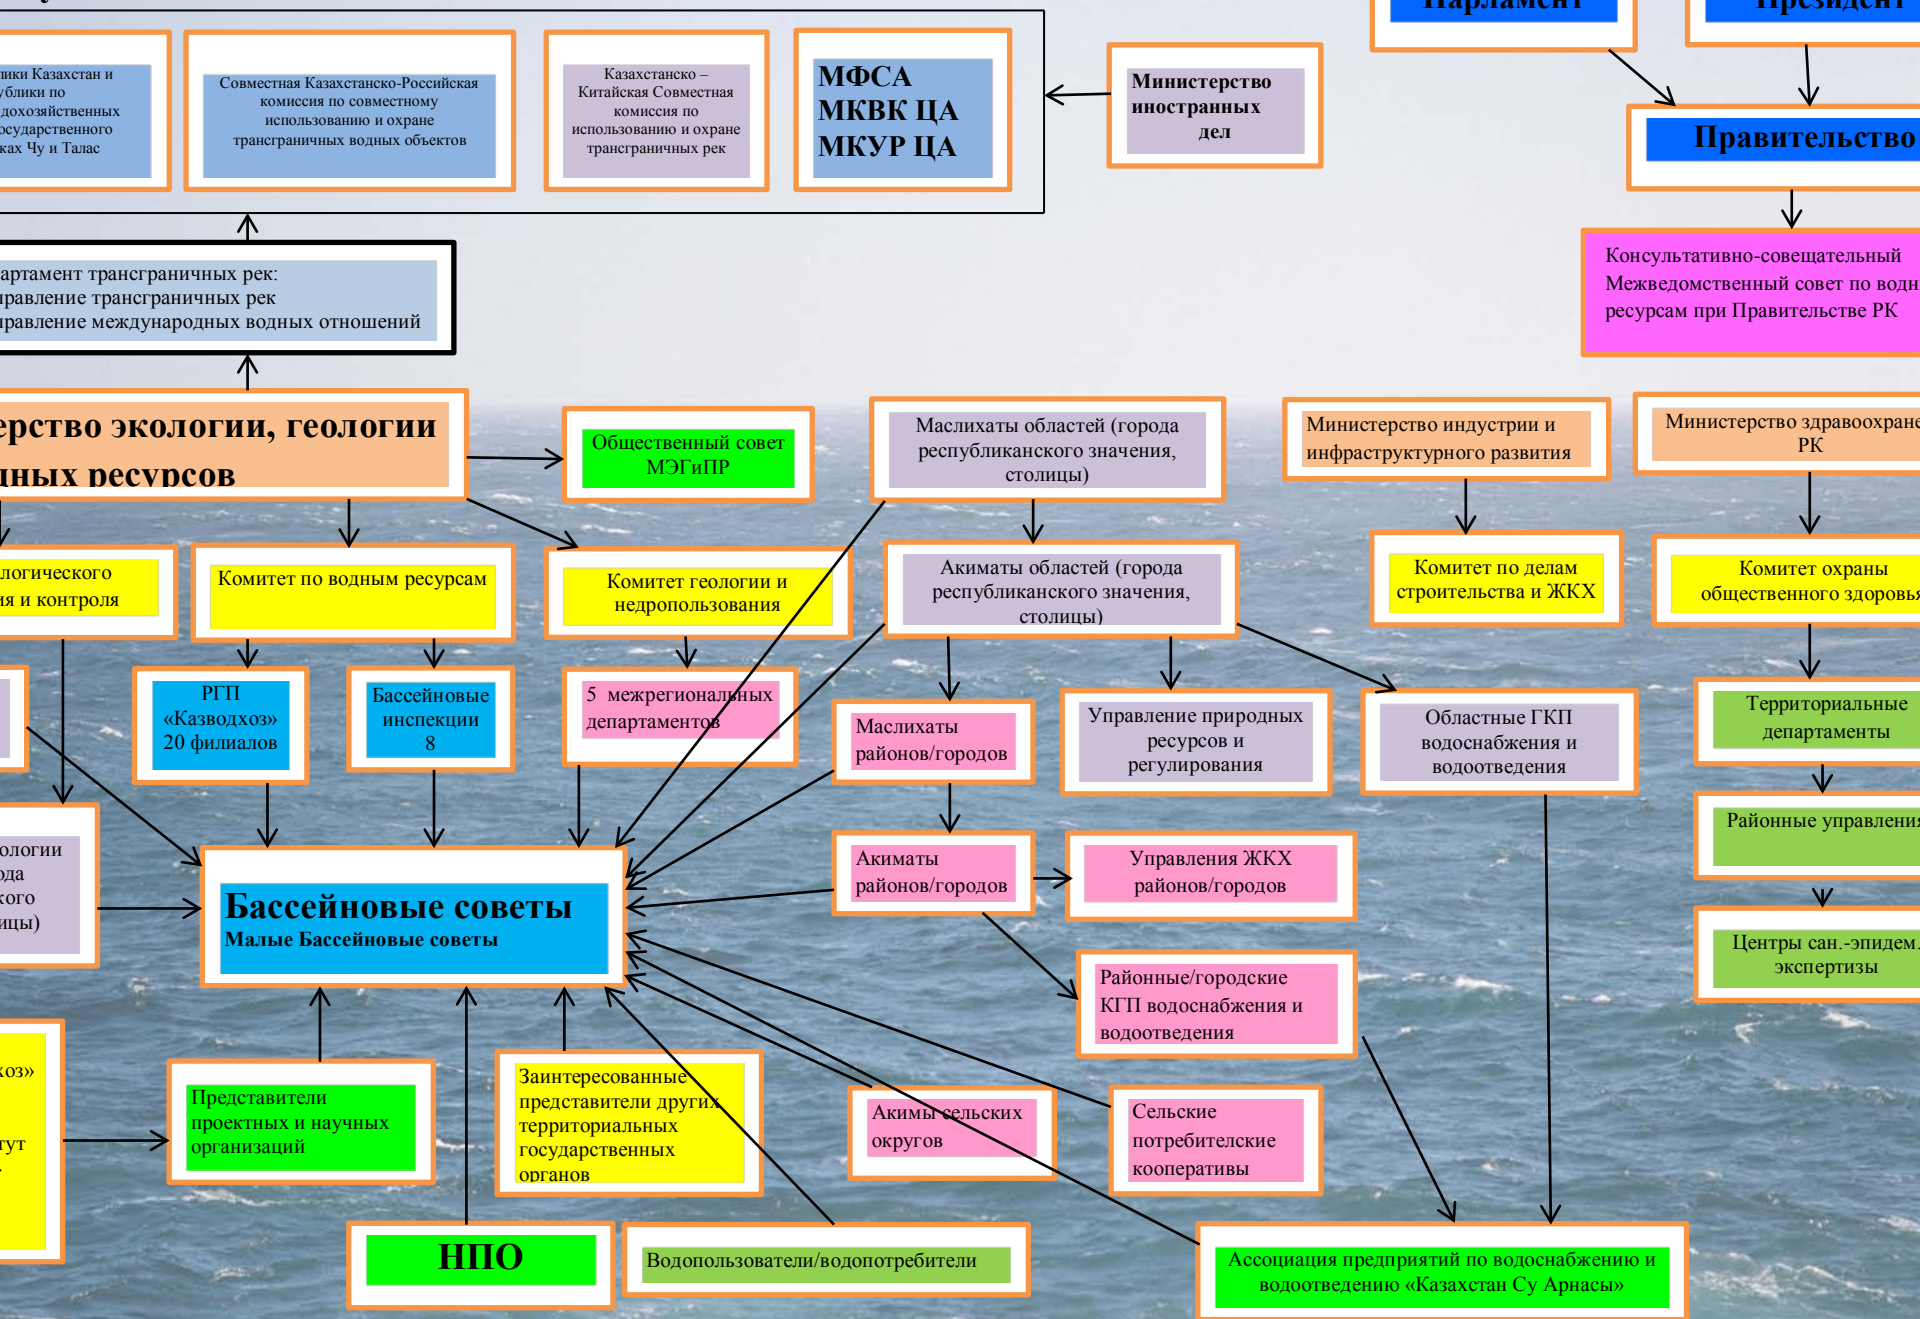 Парламент
Президент
лики Казахстан и
ублики по
дохозяйственных
осударственного
ках Чу и Талас
Совместная Казахстанско-Российская
комиссия по совместному
использованию и охране
трансграничных водных объектов
Казахстанско –
Китайская Совместная
комиссия по
использованию и охране
трансграничных рек
МФСА
МКВК ЦА
МКУР ЦА
Министерство
иностранных
дел
Правительство
Консультативно-совещательный
Межведомственный совет по водн
ресурсам при Правительстве РК
артамент трансграничных рек:
правление трансграничных рек
правление международных водных отношений
ерство экологии, геологии
дных ресурсов
Общественный совет
МЭГиПР
Маслихаты областей (города
республиканского значения,
столицы)
Министерство индустрии и
инфраструктурного развития
Министерство здравоохране
РК
логического
ия и контроля
Комитет по водным ресурсам
Комитет геологии и
недропользования
Акиматы областей (города
республиканского значения,
столицы)
Комитет по делам
строительства и ЖКХ
Комитет охраны
общественного здоровья
РГП
«Казводхоз»
20 филиалов
Бассейновые
инспекции
8
5 межрегиональных
департаментов
Маслихаты
районов/городов
Управление природных
ресурсов и
регулирования
Областные ГКП
водоснабжения и
водоотведения
Территориальные
департаменты
ологии
ода
кого
ицы)
Бассейновые советы
Малые Бассейновые советы
Акиматы
районов/городов
Управления ЖКХ
районов/городов
Районные управления
Районные/городские
КГП водоснабжения и
водоотведения
Центры сан.-эпидем.
экспертизы
хоз»
тут
Представители
проектных и научных
организаций
Заинтересованные
представители других
территориальных
государственных
органов
Акимы сельских
округов
Сельские
потребителские
кооперативы
НПО
Водопользователи/водопотребители
Ассоциация предприятий по водоснабжению и
водоотведению «Казахстан Су Арнасы»